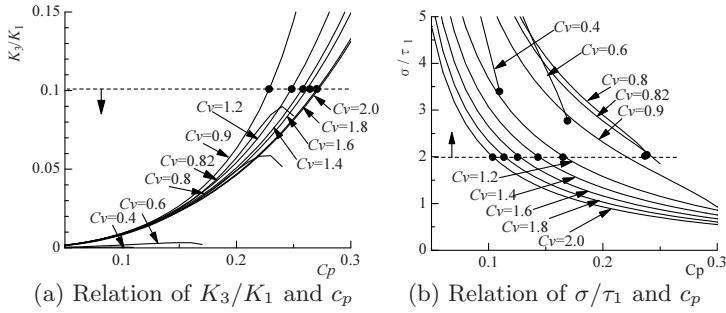 K₃/K₁
0.15
0.1
0.05
0
0.1
0.2
0.3
Cp
Cv=1.2
Cv=0.9
Cv=0.82
Cv=0.8
Cv=0.6
Cv=0.4
Cv=2.0
Cv=1.8
Cv=1.6
Cv=1.4
(a) Relation of K₃/K₁ and cₚ
σ/τ₁
5
4
3
2
1
0
0.1
0.2
0.3
Cp
Cv=0.4
Cv=0.6
Cv=0.8
Cv=0.82
Cv=0.9
Cv=1.2
Cv=1.4
Cv=1.6
Cv=1.8
Cv=2.0
(b) Relation of σ/τ₁ and cₚ